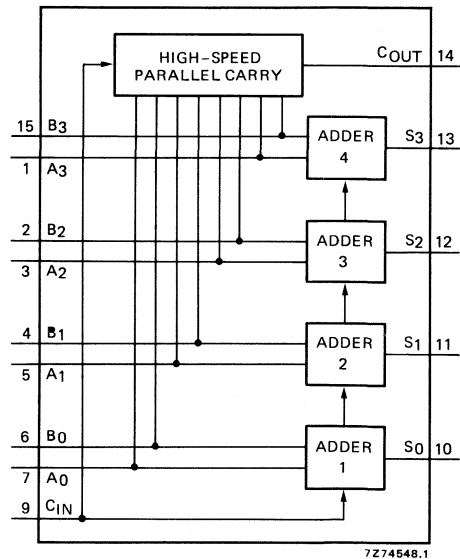 HIGH-SPEED
PARALLEL CARRY
COUT 14
15 B3
1 A3
ADDER
4
S3 13
2 B2
3 A2
ADDER
3
S2 12
4 B1
5 A1
ADDER
2
S1 11
6 B0
7 A0
ADDER
1
S0 10
9 CIN
7Z74548.1